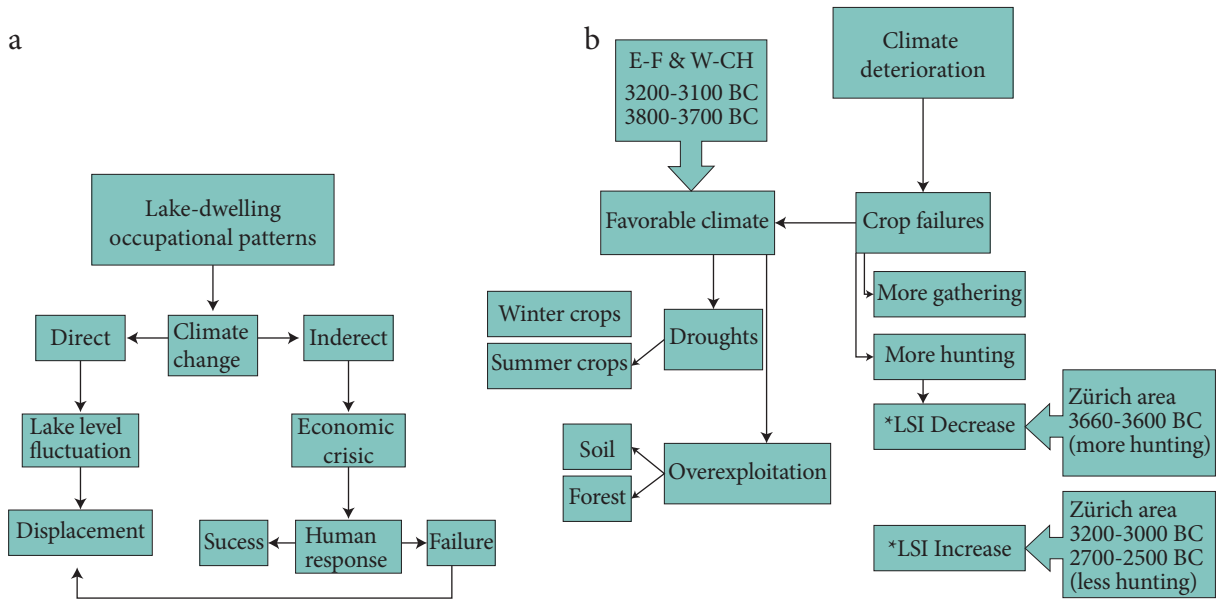 a
Lake-dwelling
occupational patterns
Direct
Climate
change
Inderect
Lake level
fluctuation
Economic
crisic
Displacement
Sucess
Human
response
Failure
b
E-F & W-CH
3200-3100 BC
3800-3700 BC
Climate
deterioration
Favorable climate
Crop failures
More gathering
Winter crops
Droughts
Summer crops
More hunting
*LSI Decrease
Zürich area
3660-3600 BC
(more hunting)
Soil
Forest
Overexploitation
*LSI Increase
Zürich area
3200-3000 BC
2700-2500 BC
(less hunting)